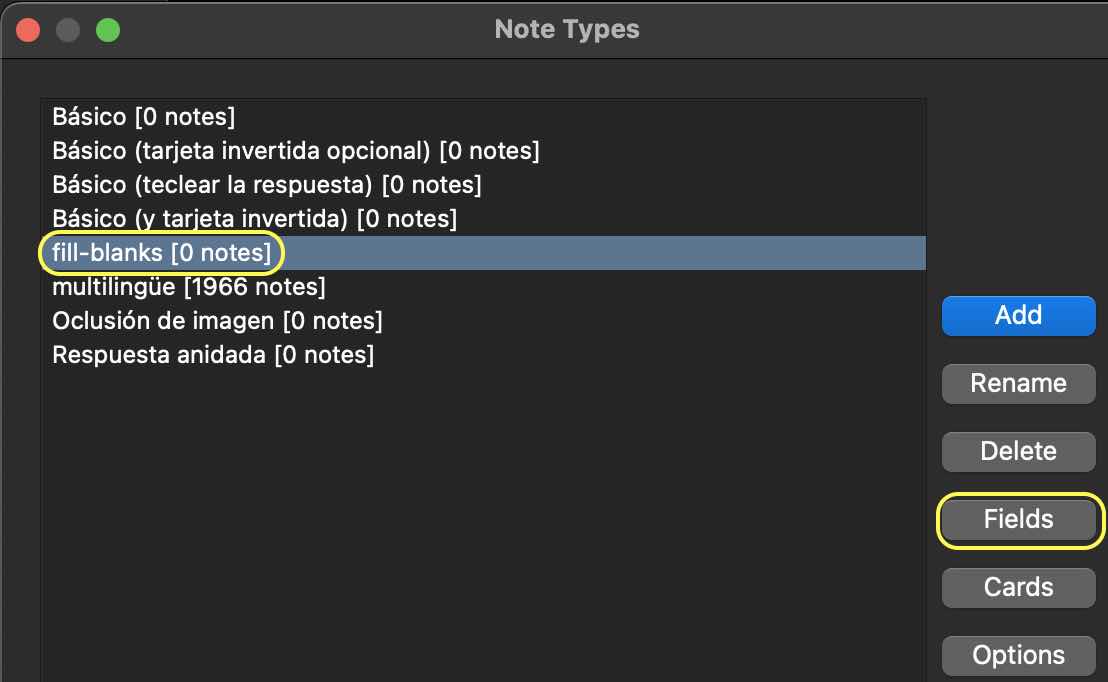 Note Types
Básico [0 notes]
Básico (tarjeta invertida opcional) [0 notes]
Básico (teclear la respuesta) [0 notes]
Básico (y tarjeta invertida) [0 notes]
fill-blanks [0 notes]
multilingüe [1966 notes]
Oclusión de imagen [0 notes]
Respuesta anidada [0 notes]
Add
Rename
Delete
Fields
Cards
Options